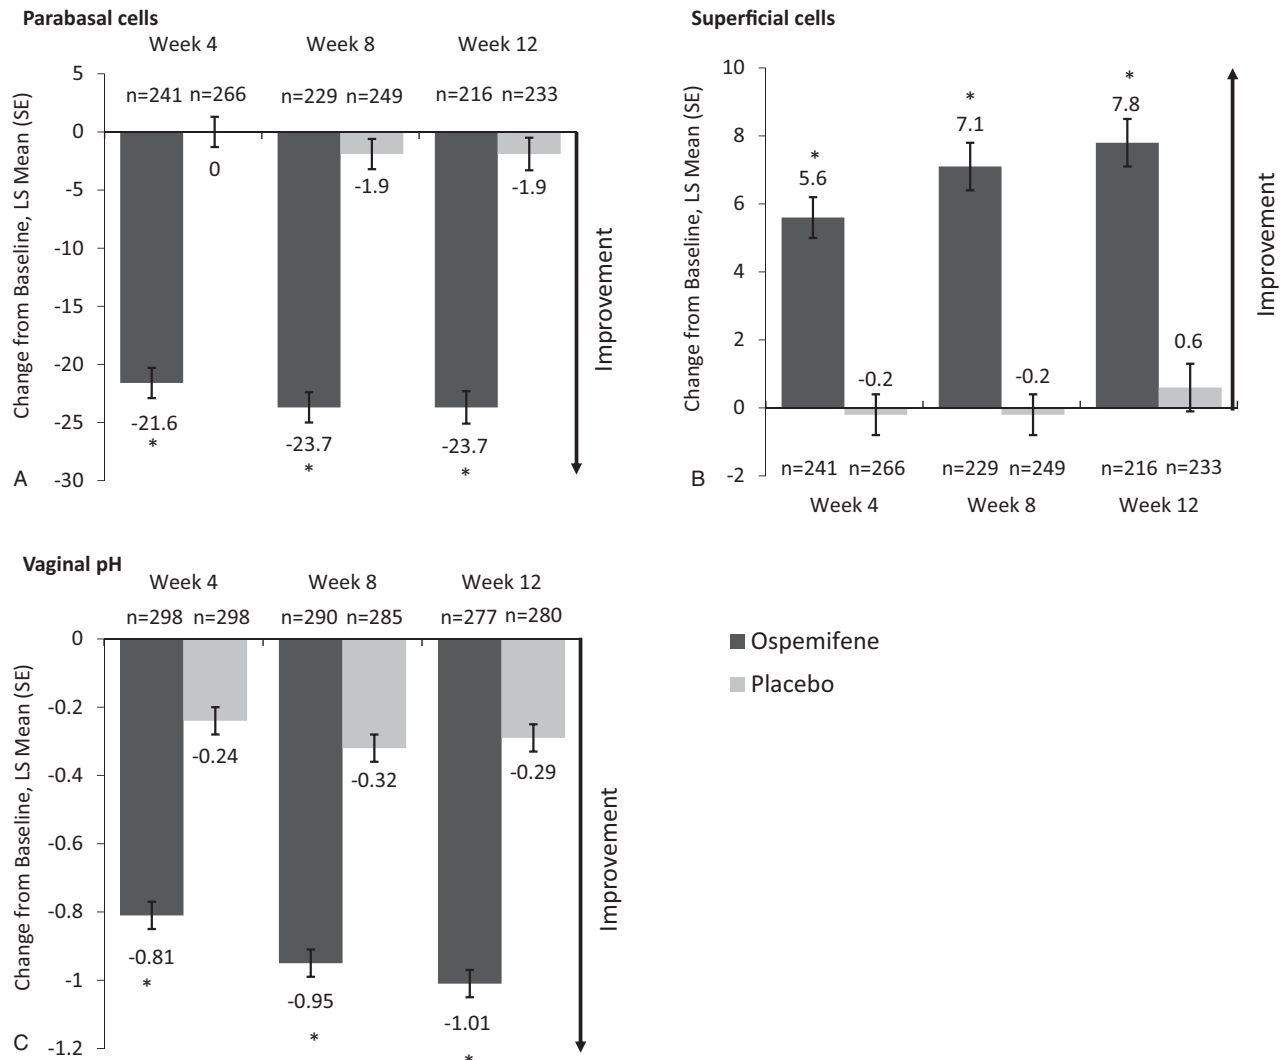 Parabasal cells
Week 4 Week 8 Week 12
n=241 n=266 n=229 n=249 n=216 n=233
5
0
-5
-10
-15
-20
-25
-30
Change from Baseline, LS Mean (SE)
0
-1.9
-1.9
-21.6
*
-23.7
*
-23.7
*
Improvement
A
Superficial cells
10
8
6
4
2
0
-2
Change from Baseline, LS Mean (SE)
*
5.6
-0.2
*
7.1
-0.2
*
7.8
0.6
n=241 n=266 n=229 n=249 n=216 n=233
Week 4 Week 8 Week 12
Improvement
B
Vaginal pH
Week 4 Week 8 Week 12
n=298 n=298 n=290 n=285 n=277 n=280
0
-0.2
-0.4
-0.6
-0.8
-1
-1.2
Change from Baseline, LS Mean (SE)
-0.24
-0.32
-0.29
-0.81
*
-0.95
*
-1.01
*
Improvement
C
Ospemifene
Placebo